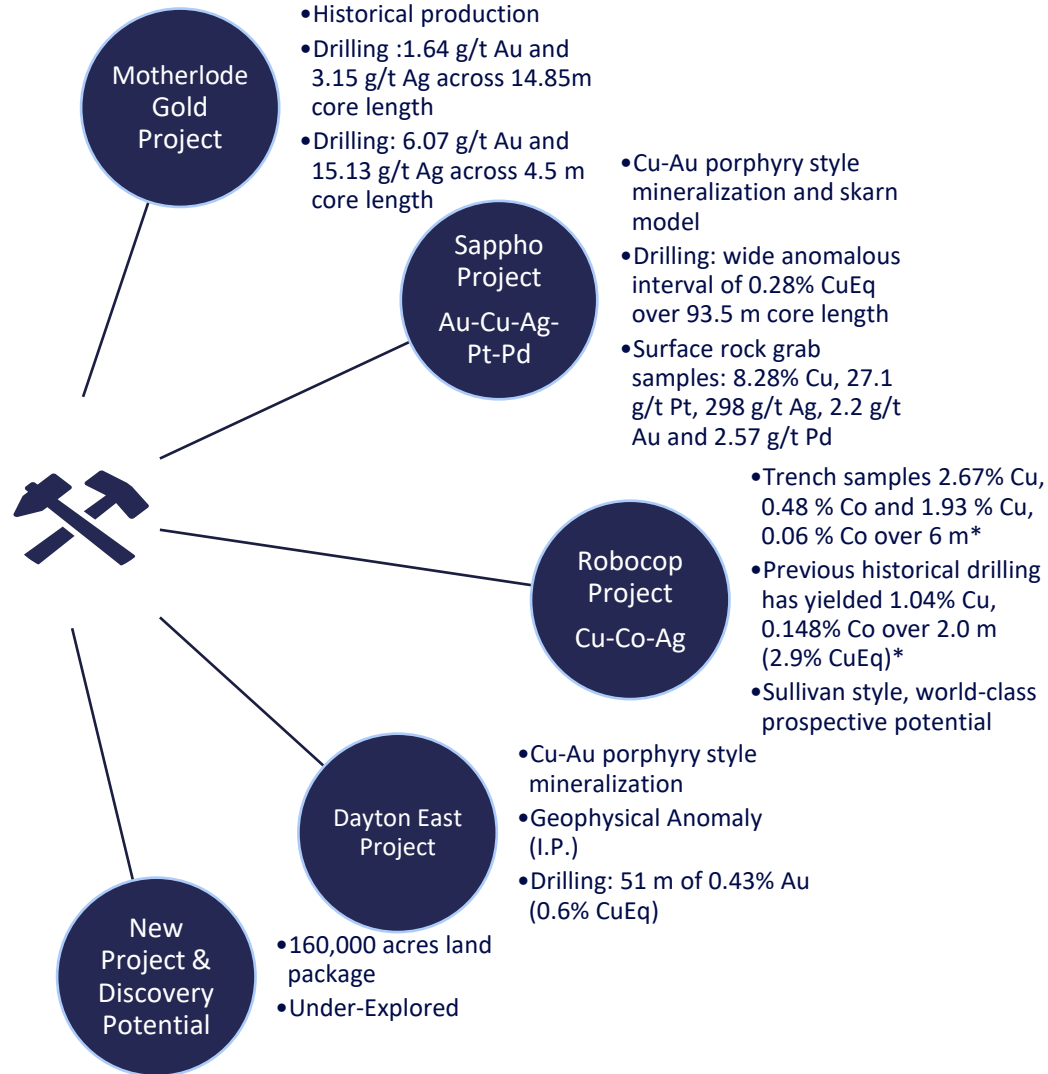 Motherlode
Gold
Project
•Historical production
•Drilling :1.64 g/t Au and
3.15 g/t Ag across 14.85m
core length
•Drilling: 6.07 g/t Au and
15.13 g/t Ag across 4.5 m
core length
Sappho
Project
Au-Cu-Ag-
Pt-Pd
•Cu-Au porphyry style
mineralization and skarn
model
•Drilling: wide anomalous
interval of 0.28% CuEq
over 93.5 m core length
•Surface rock grab
samples: 8.28% Cu, 27.1
g/t Pt, 298 g/t Ag, 2.2 g/t
Au and 2.57 g/t Pd
Robocop
Project
Cu-Co-Ag
•Trench samples 2.67% Cu,
0.48 % Co and 1.93 % Cu,
0.06 % Co over 6 m*
•Previous historical drilling
has yielded 1.04% Cu,
0.148% Co over 2.0 m
(2.9% CuEq)*
•Sullivan style, world-class
prospective potential
Dayton East
Project
•Cu-Au porphyry style
mineralization
•Geophysical Anomaly
(I.P.)
•Drilling: 51 m of 0.43% Au
(0.6% CuEq)
New
Project &
Discovery
Potential
•160,000 acres land
package
•Under-Explored